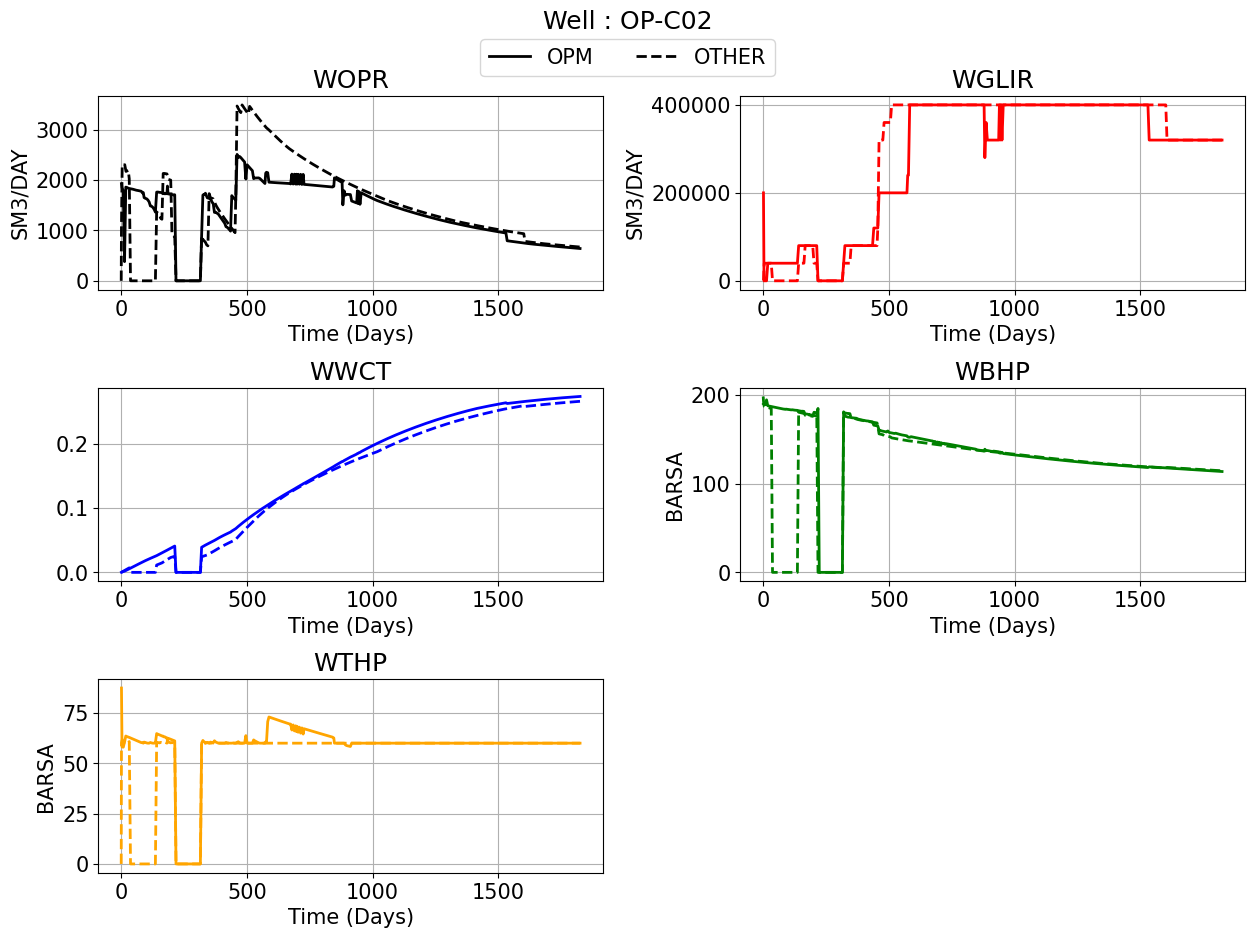 Well : OP-C02
OPM
OTHER
WOPR
SM3/DAY
3000
2000
1000
0
0
500
1000
1500
Time (Days)
WGLIR
SM3/DAY
400000
200000
0
0
500
1000
1500
Time (Days)
WWCT
0.2
0.1
0.0
0
500
1000
1500
Time (Days)
WBHP
BARSA
200
100
0
0
500
1000
1500
Time (Days)
WTHP
BARSA
75
50
25
0
0
500
1000
1500
Time (Days)